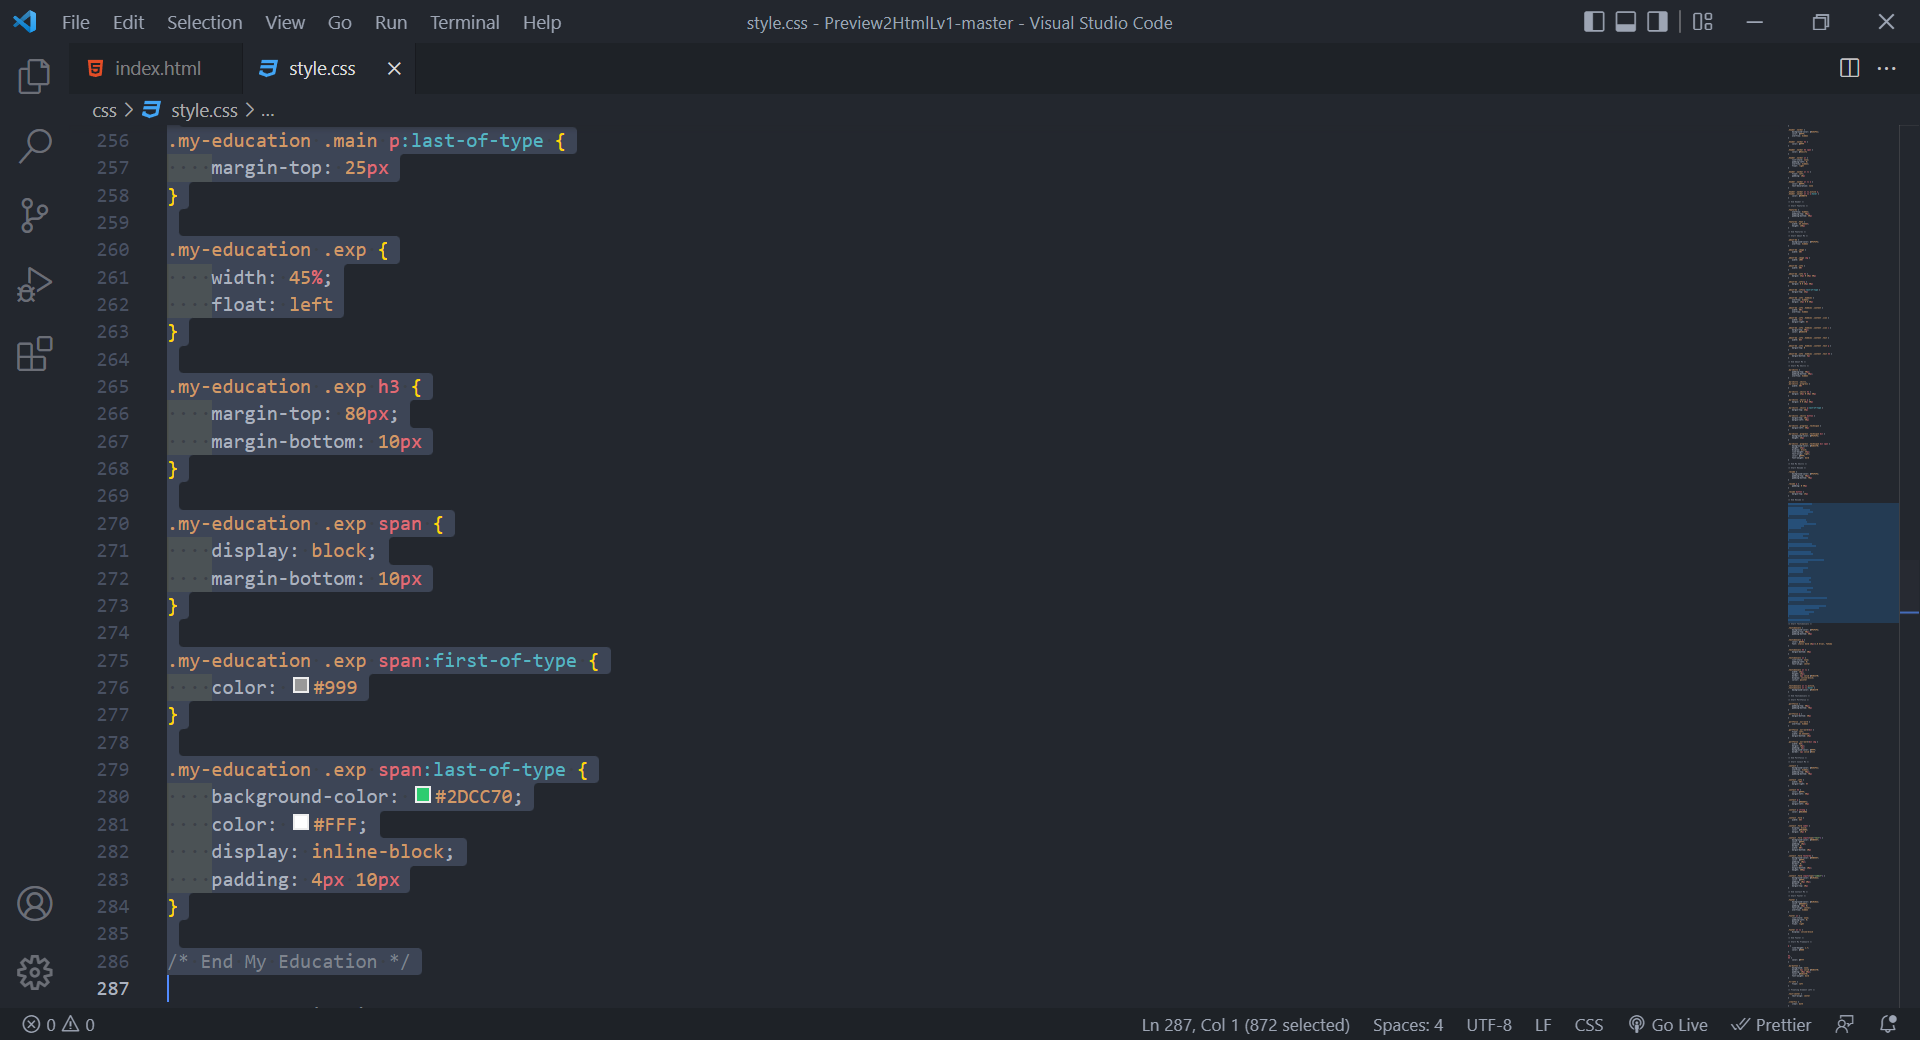 File Edit Selection View Go Run Terminal Help style.css - Preview2HtmlLv1-master - Visual Studio Code
index.html style.css
css > style.css > ...
256 .my-education .main p:last-of-type {
257 margin-top: 25px
258 }
259
260 .my-education .exp {
261 width: 45%;
262 float: left
263 }
264
265 .my-education .exp h3 {
266 margin-top: 80px;
267 margin-bottom: 10px
268 }
269
270 .my-education .exp span {
271 display: block;
272 margin-bottom: 10px
273 }
274
275 .my-education .exp span:first-of-type {
276 color: #999
277 }
278
279 .my-education .exp span:last-of-type {
280 background-color: #2DCC70;
281 color: #FFF;
282 display: inline-block;
283 padding: 4px 10px
284 }
285
286 /* End My Education */
287
0 0 Ln 287, Col 1 (872 selected) Spaces: 4 UTF-8 LF CSS Go Live Prettier